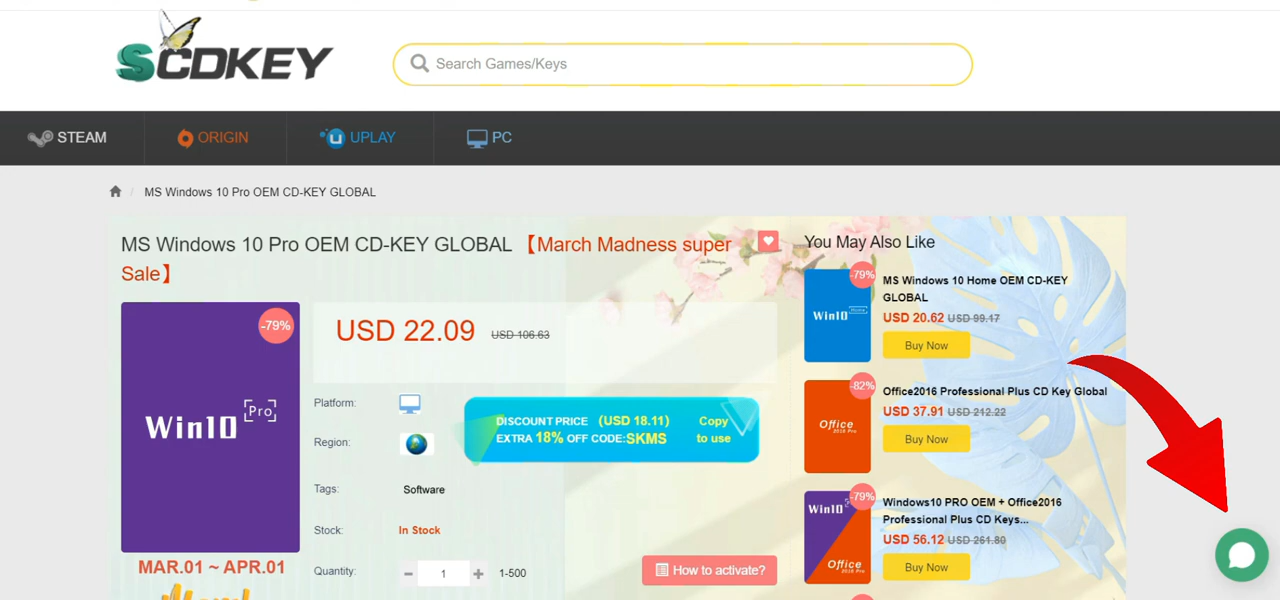 SCDKEY
Search Games/Keys
STEAM
ORIGIN
UPLAY
PC
/ MS Windows 10 Pro OEM CD-KEY GLOBAL
MS Windows 10 Pro OEM CD-KEY GLOBAL 【March Madness super
Sale】
-79%
Win10 [Pro]
MAR.01 ~ APR.01
USD 22.09 USD 106.63
Platform:
Region:
DISCOUNT PRICE (USD 18.11) Copy
EXTRA 18% OFF CODE:SKMS to use
Tags: Software
Stock: In Stock
Quantity: - 1 + 1-500
How to activate?
You May Also Like
-79%
Win10 Home
MS Windows 10 Home OEM CD-KEY
GLOBAL
USD 20.62 USD 99.17
Buy Now
-82%
Office
2016 Pro
Office2016 Professional Plus CD Key Global
USD 37.91 USD 212.22
Buy Now
-79%
Win10
Office
2016 Pro
Windows10 PRO OEM + Office2016
Professional Plus CD Keys...
USD 56.12 USD 261.80
Buy Now